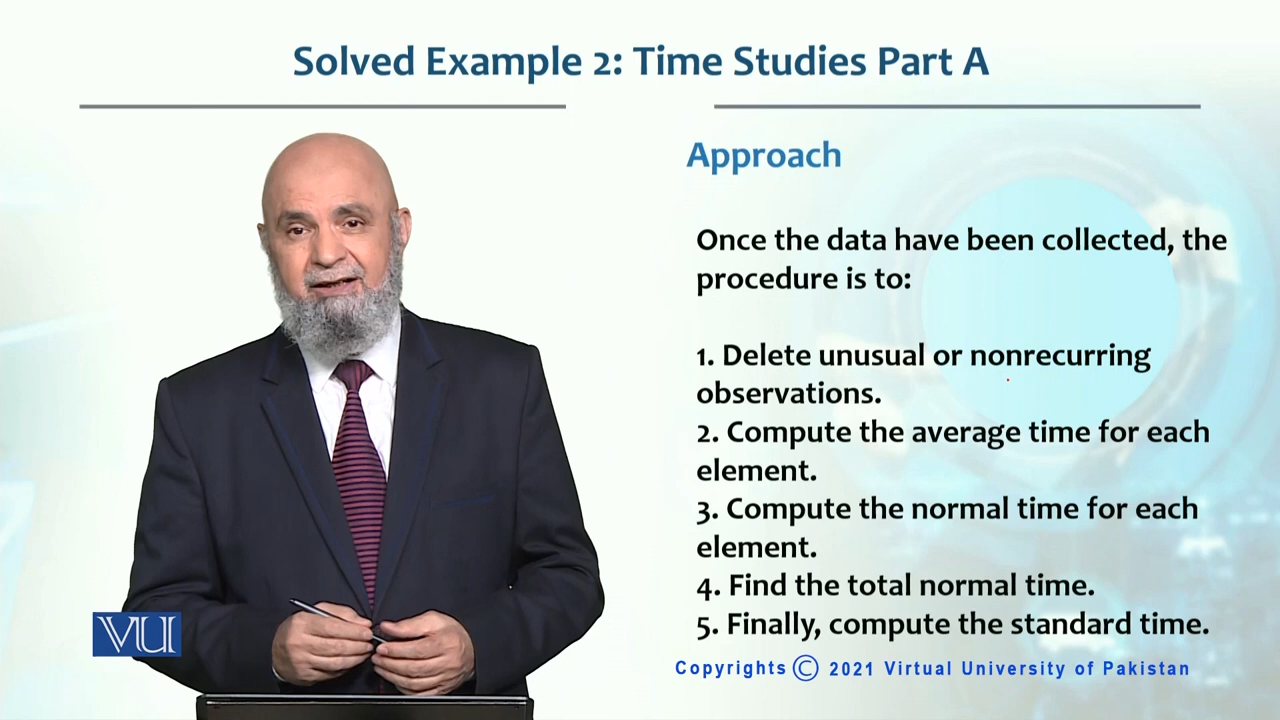 Solved Example 2: Time Studies Part A
Approach
Once the data have been collected, the
procedure is to:
1. Delete unusual or nonrecurring
observations.
2. Compute the average time for each
element.
3. Compute the normal time for each
element.
4. Find the total normal time.
5. Finally, compute the standard time.
VU
Copyrights © 2021 Virtual University of Pakistan